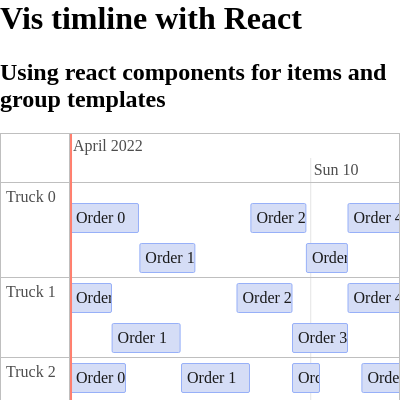 Vis timline with React
Using react components for items and
group templates
April 2022
Sun 10
Truck 0
Order 0
Order 2
Order 4
Order 1
Order
Truck 1
Order
Order 2
Order 4
Order 1
Order 3
Truck 2
Order 0
Order 1
Orc
Orde